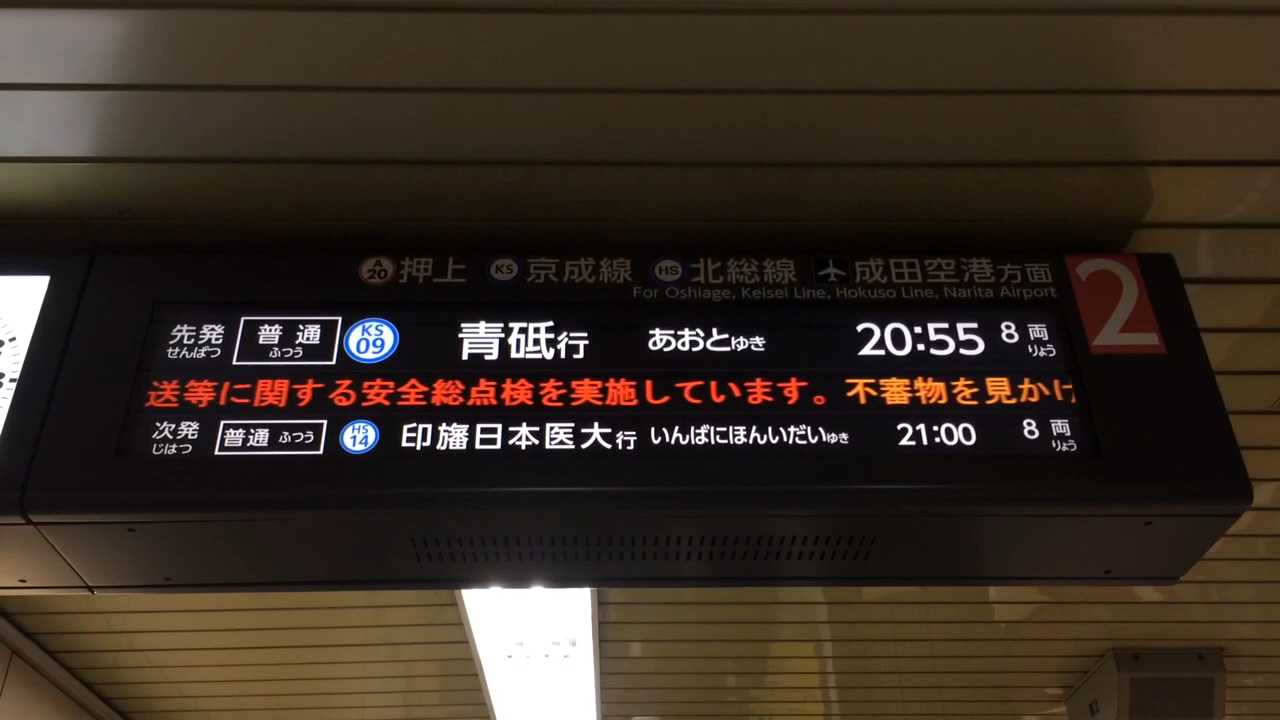 A 20 押上 KS 京成線 HS 北総線 成田空港方面
For Oshiage, Keisei Line, Hokuso Line, Narita Airport
2
先発 普通 KS 09 青砥行 あおとゆき 20:55 8両
せんぱつ ふつう りょう
送等に関する安全総点検を実施しています。不審物を見かけ
次発 普通 ふつう HS 14 印旛日本医大行 いんばにほんいだいゆき 21:00 8両
じはつ りょう